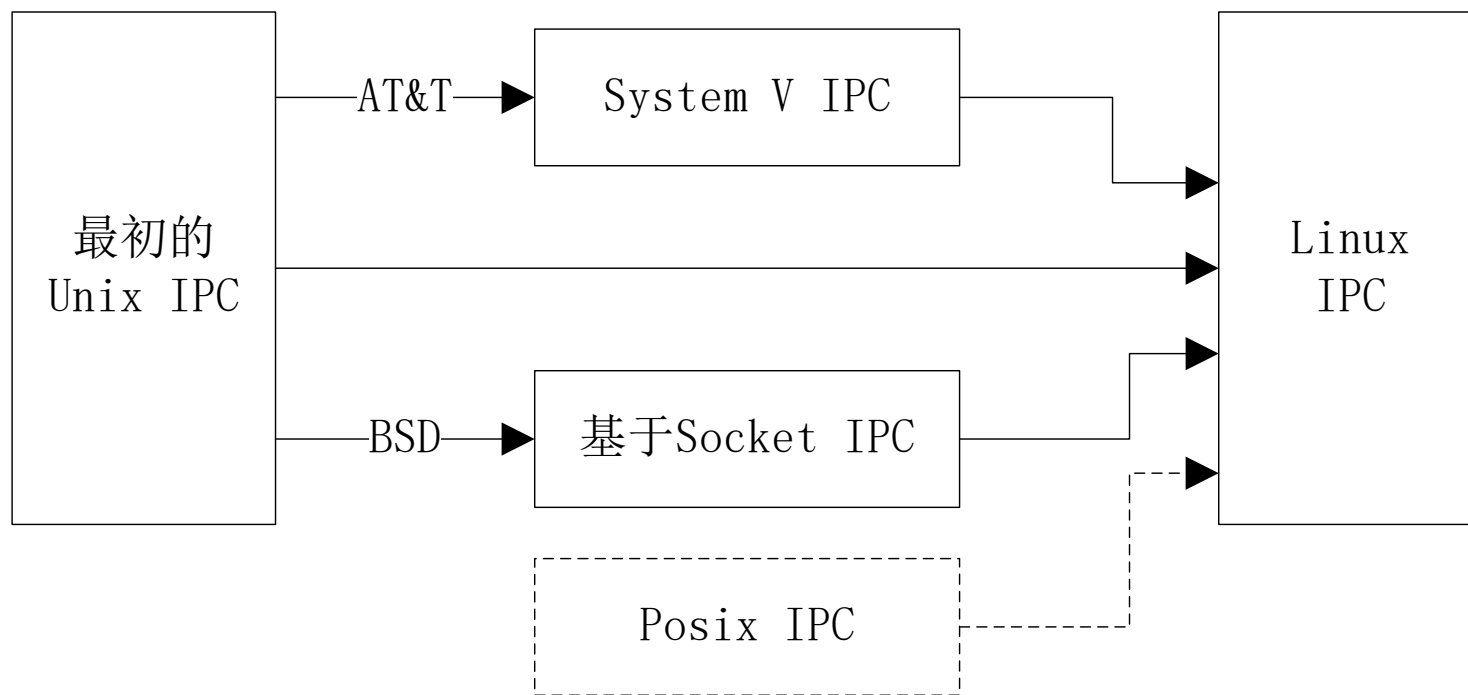 最初的
Unix IPC
AT&T
System V IPC
BSD
基于Socket IPC
Posix IPC
Linux
IPC